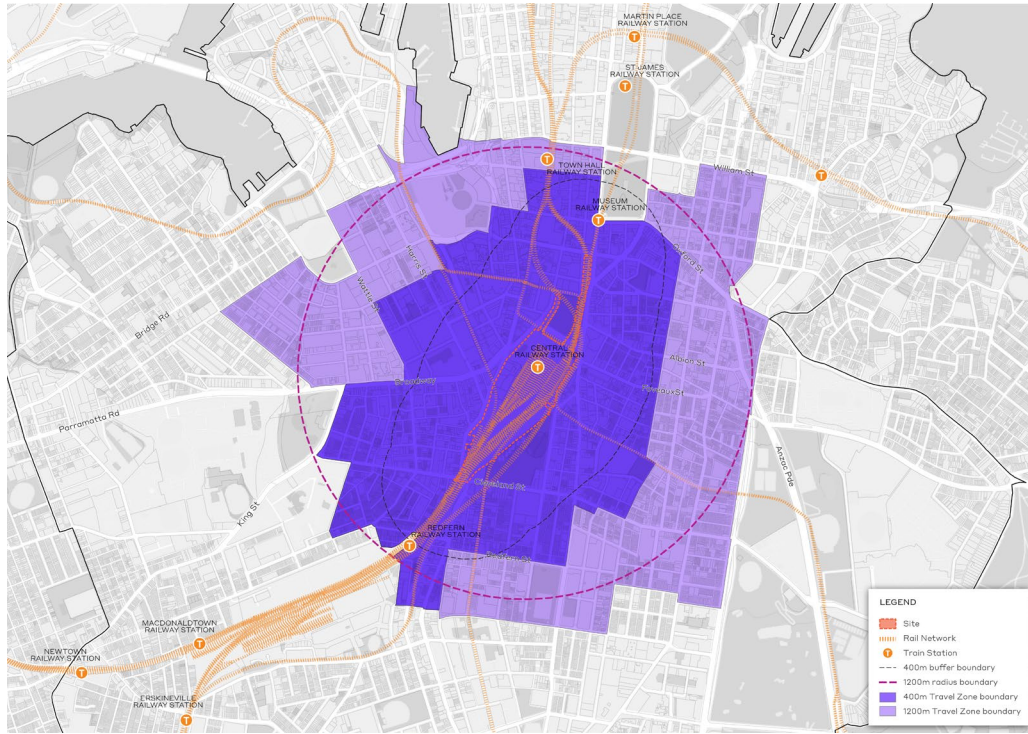 MARTIN PLACE
RAILWAY STATION
T
ST JAMES
RAILWAY STATION
T
T
TOWN HALL
RAILWAY STATION
William St
T
MUSEUM
RAILWAY STATION
T
Oxford St
Harris St
Wattle St
Bridge Rd
CENTRAL
RAILWAY STATION
T
Albion St
Broadway
Foveaux St
Parramatta Rd
Anzac Pde
Cleveland St
King St
REDFERN
RAILWAY STATION
T
Redfern St
MACDONALDTOWN
RAILWAY STATION
T
NEWTOWN
RAILWAY STATION
T
ERSKINEVILLE
RAILWAY STATION
T
LEGEND
Site
Rail Network
T Train Station
400m buffer boundary
1200m radius boundary
400m Travel Zone boundary
1200m Travel Zone boundary